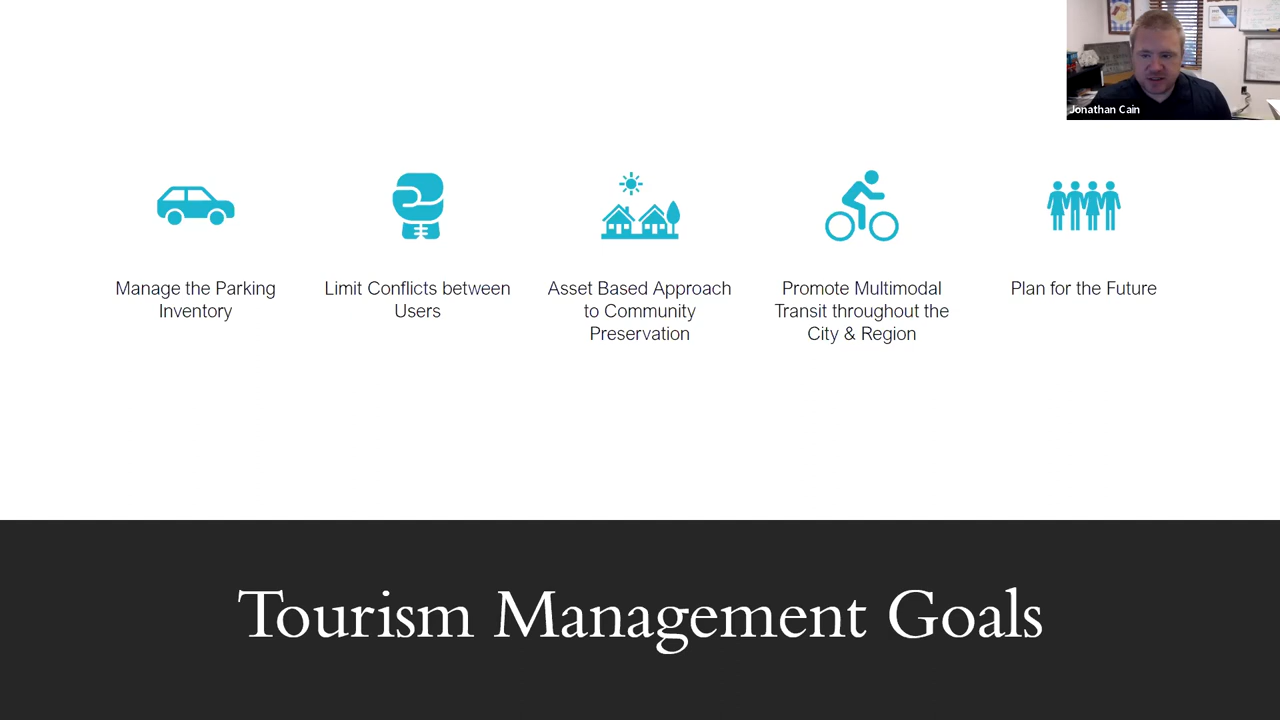 Jonathan Cain
Manage the Parking
Inventory
Limit Conflicts between
Users
Asset Based Approach
to Community
Preservation
Promote Multimodal
Transit throughout the
City & Region
Plan for the Future
Tourism Management Goals